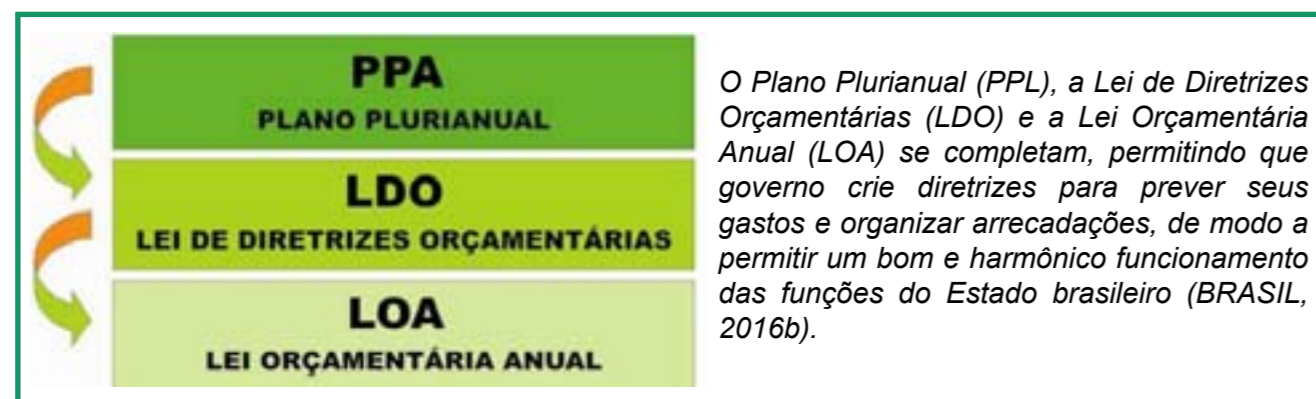 PPA
PLANO PLURIANUAL
LDO
LEI DE DIRETRIZES ORÇAMENTÁRIAS
LOA
LEI ORÇAMENTÁRIA ANUAL
O Plano Plurianual (PPL), a Lei de Diretrizes
Orçamentárias (LDO) e a Lei Orçamentária
Anual (LOA) se completam, permitindo que
governo crie diretrizes para prever seus
gastos e organizar arrecadações, de modo a
permitir um bom e harmônico funcionamento
das funções do Estado brasileiro (BRASIL,
2016b).